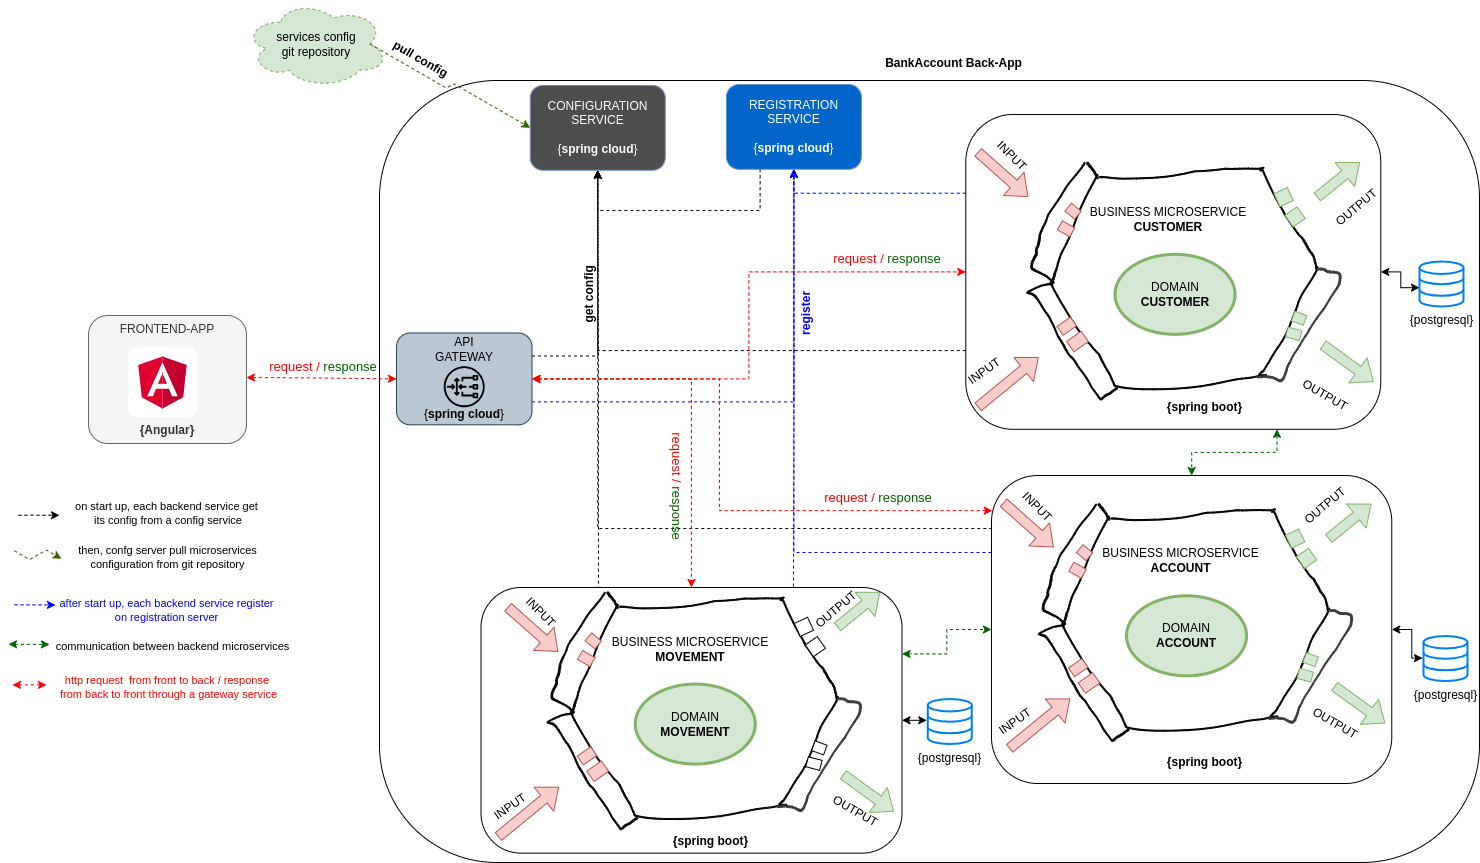 services config
git repository
pull config
BankAccount Back-App
CONFIGURATION
SERVICE
{spring cloud}
REGISTRATION
SERVICE
{spring cloud}
INPUT
OUTPUT
BUSINESS MICROSERVICE
CUSTOMER
DOMAIN
CUSTOMER
INPUT
OUTPUT
{spring boot}
{postgresql}
request / response
get config
register
FRONTEND-APP
{Angular}
request / response
API
GATEWAY
{spring cloud}
request / response
request / response
INPUT
OUTPUT
BUSINESS MICROSERVICE
ACCOUNT
DOMAIN
ACCOUNT
INPUT
OUTPUT
{spring boot}
{postgresql}
INPUT
OUTPUT
BUSINESS MICROSERVICE
MOVEMENT
DOMAIN
MOVEMENT
INPUT
OUTPUT
{spring boot}
{postgresql}
on start up, each backend service get
its config from a config service
then, confg server pull microservices
configuration from git repository
after start up, each backend service register
on registration server
communication between backend microservices
http request  from front to back / response
from back to front through a gateway service